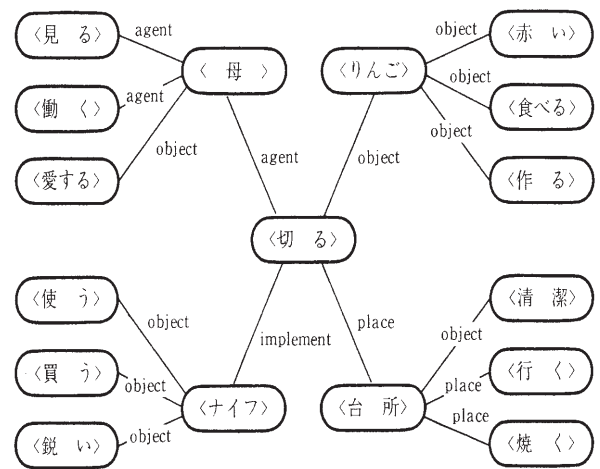 〈見 る〉
agent
〈働 く〉
agent
〈愛する〉
object
〈 母 〉
agent
〈りんご〉
object
object
〈赤 い〉
object
〈食べる〉
object
〈作 る〉
〈切 る〉
〈使 う〉
object
〈買 う〉
object
〈鋭 い〉
object
〈ナイフ〉
implement
place
〈台 所〉
object
〈清 潔〉
place
〈行 く〉
place
〈焼 く〉